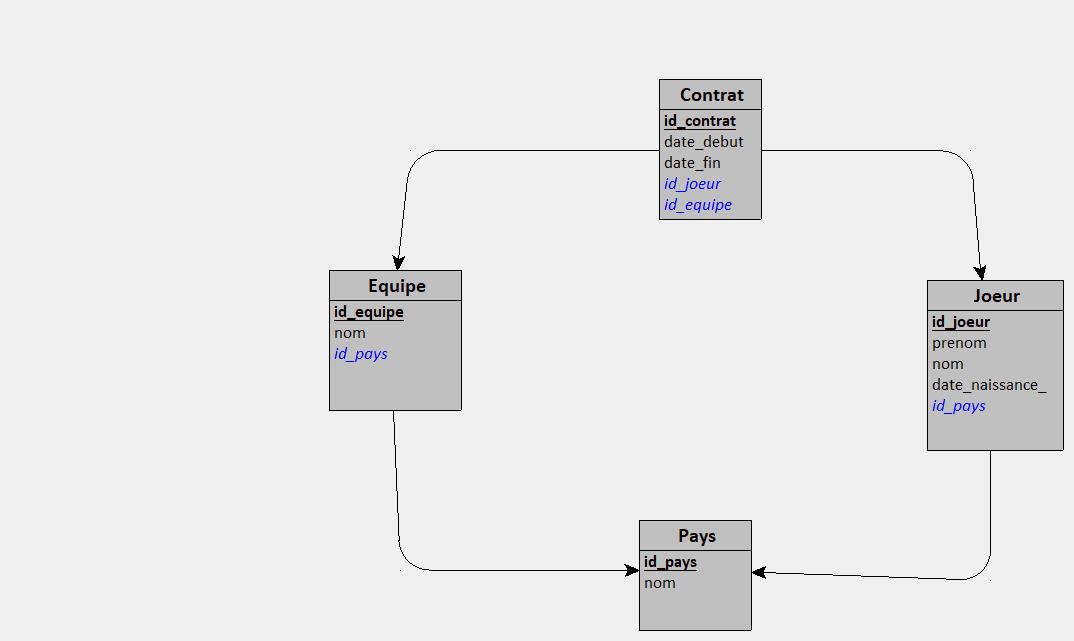 Contrat
id_contrat
date_debut
date_fin
id_joeur
id_equipe
Equipe
id_equipe
nom
id_pays
Joeur
id_joeur
prenom
nom
date_naissance_
id_pays
Pays
id_pays
nom